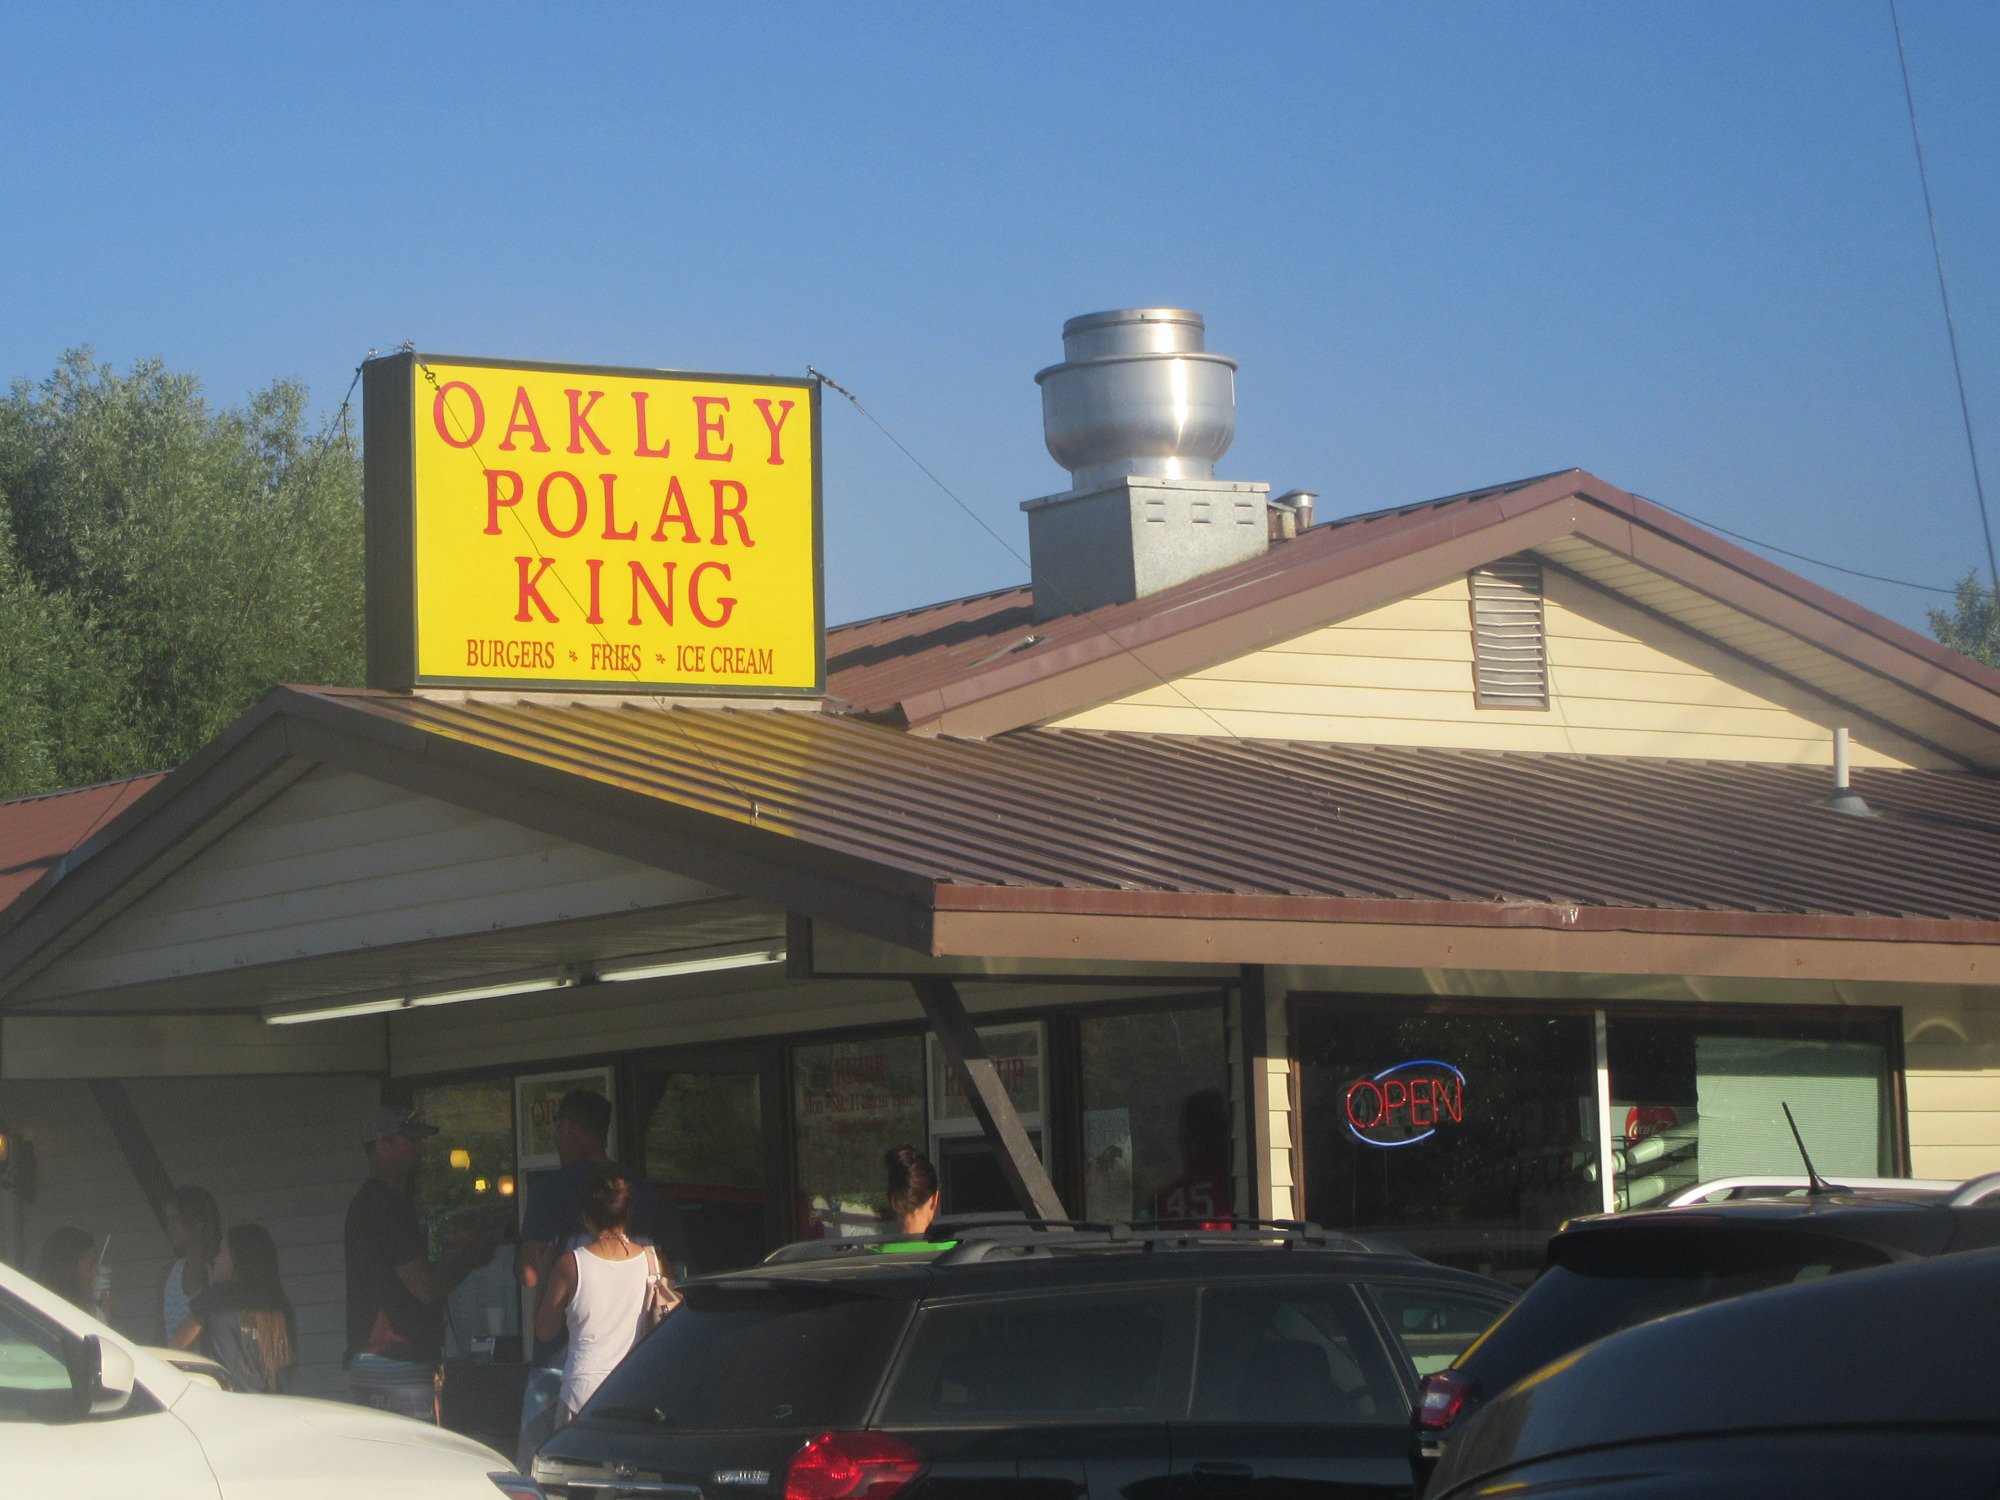 OAKLEY
POLAR
KING
BURGERS * FRIES * ICE CREAM
OPEN
45